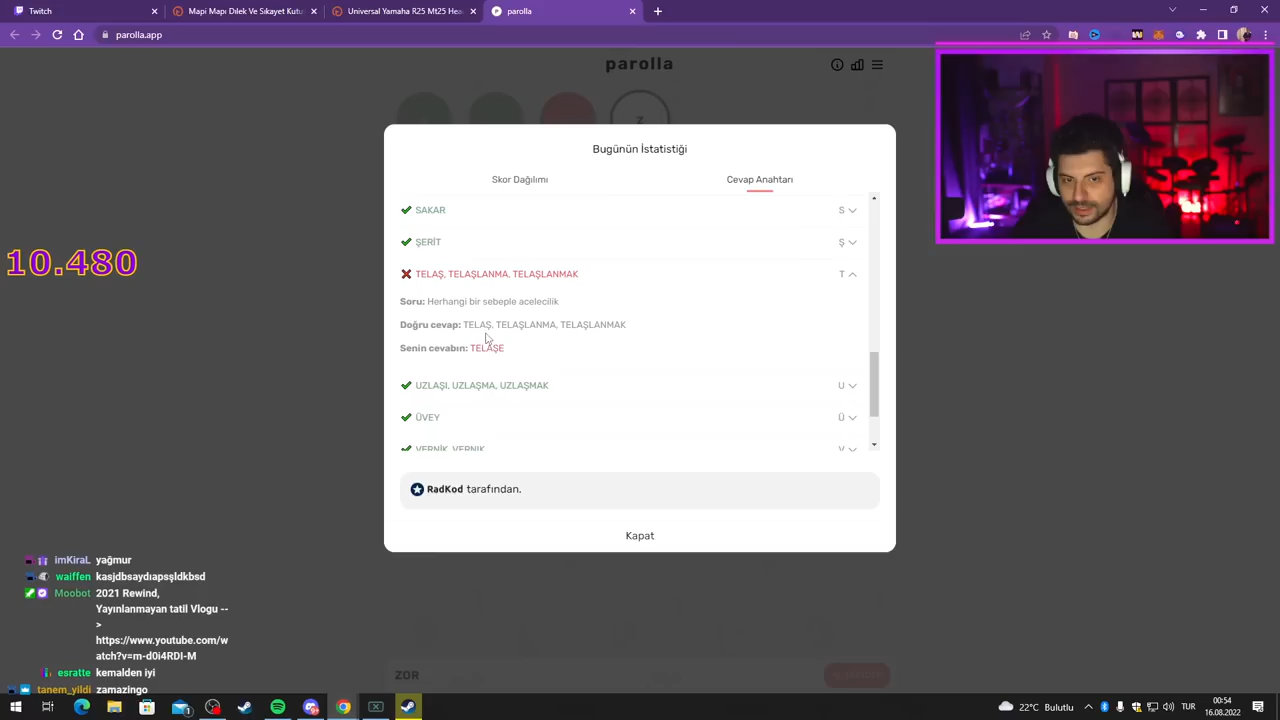 Twitch
Mapi Mapi Dilek Ve Sikayet Kutu
Universal Yamaha R25 Mt25 Hea
parolla
parolla.app
parolla
Z
Bugünün İstatistiği
Skor Dağılımı
Cevap Anahtarı
SAKAR
S
ŞERİT
Ş
TELAŞ, TELAŞLANMA, TELAŞLANMAK
T
Soru: Herhangi bir sebeple acelecilik
Doğru cevap: TELAŞ, TELAŞLANMA, TELAŞLANMAK
Senin cevabın: TELAŞE
UZLAŞI, UZLAŞMA, UZLAŞMAK
U
ÜVEY
Ü
VERNİK, VERNIK
V
RadKod tarafından.
Kapat
10.480
imKiraL yağmur
waiffen kasjdbsaydıapsşldkbsd
Moobot 2021 Rewind,
Yayınlanmayan tatil Vlogu --
>
https://www.youtube.com/w
atch?v=m-d0i4RDI-M
esratte kemalden iyi
tanem_yildi zamazingo
ZOR
22°C Bulutlu
TUR
00:54
16.08.2022